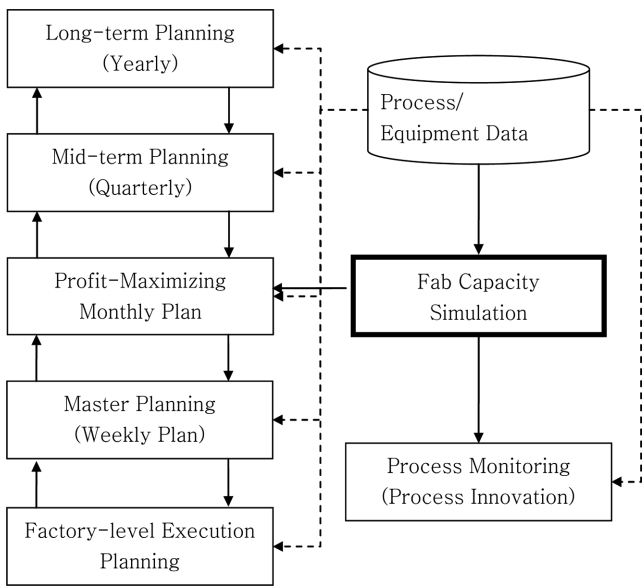 Long-term Planning
(Yearly)
Mid-term Planning
(Quarterly)
Profit-Maximizing
Monthly Plan
Master Planning
(Weekly Plan)
Factory-level Execution
Planning
Process/
Equipment Data
Fab Capacity
Simulation
Process Monitoring
(Process Innovation)